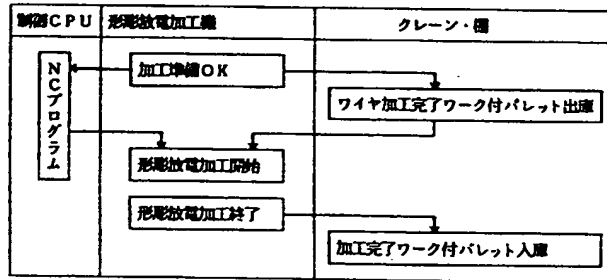 制御CPU
形彫放電加工機
クレーン・棚
NCプログラム
加工準備OK
ワイヤ加工完了ワーク付パレット出庫
形彫放電加工開始
形彫放電加工終了
加工完了ワーク付パレット入庫